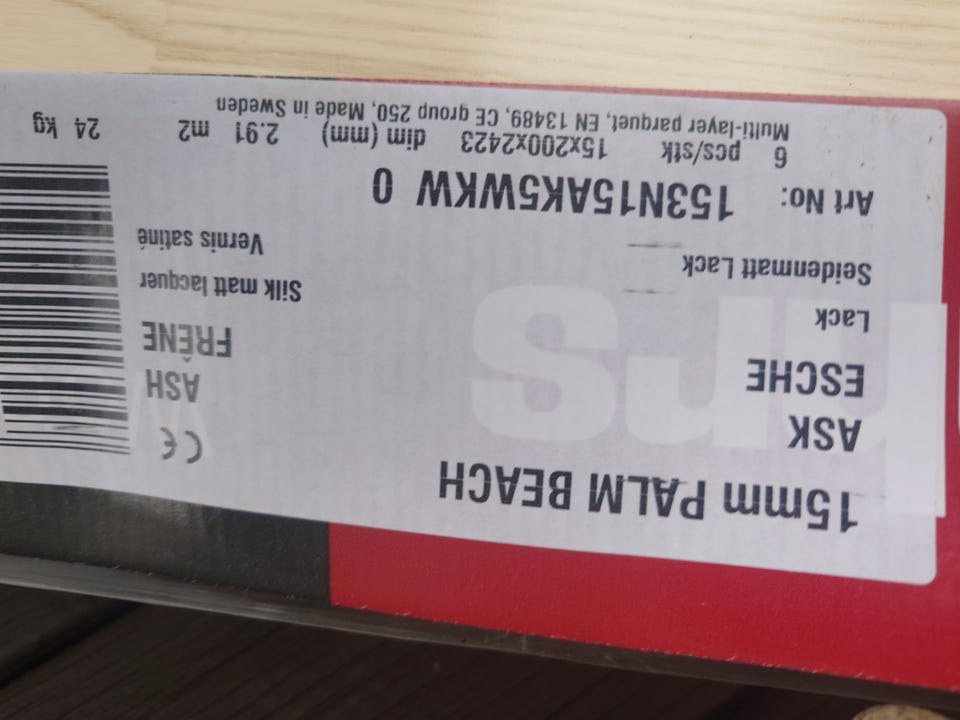 15mm PALM BEACH
ASK ASH
ESCHE FRÊNE
Lack Silk matt lacquer
Seidenmatt Lack Vernis satiné
Art No: 153N15AK5WKW 0
6 pcs/stk 15x200x2423 dim (mm) 2.91 m2 24 kg
Multi-layer parquet, EN 13489, CE group 250, Made in Sweden
CE